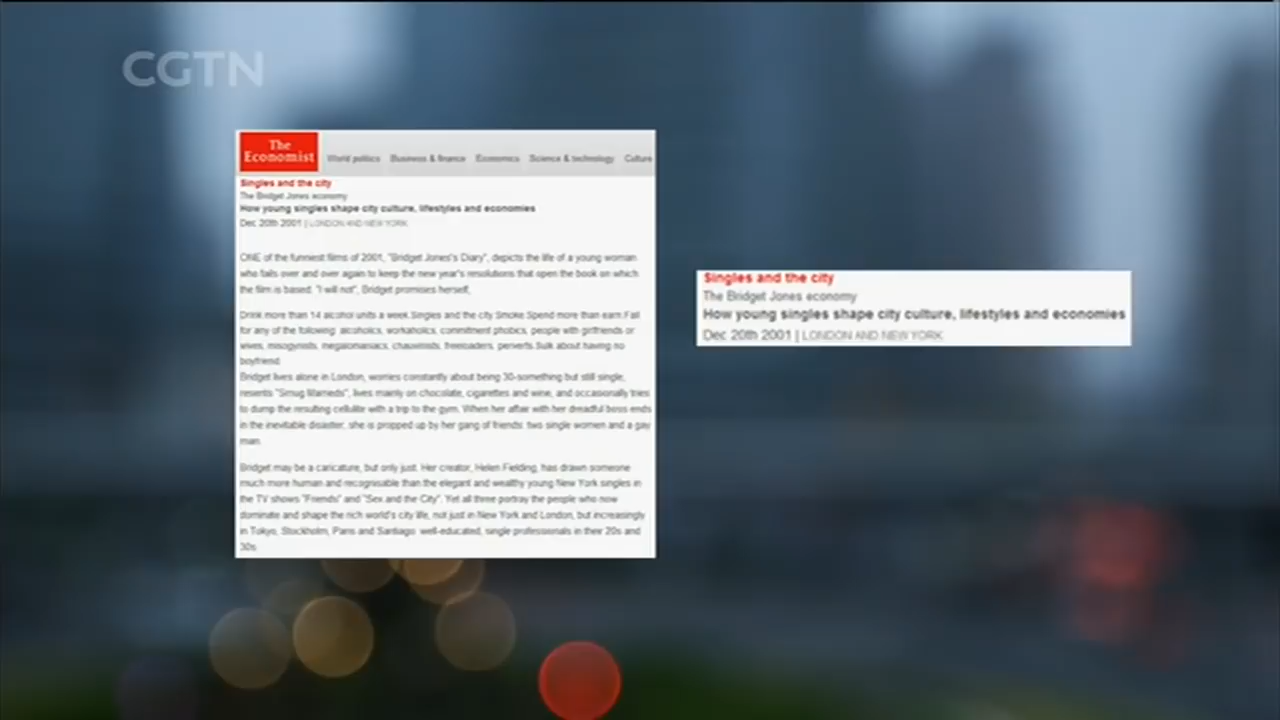 CGTN
The
Economist
World politics Business & finance Economics Science & technology Culture
Singles and the city
The Bridget Jones economy
How young singles shape city culture, lifestyles and economies
Dec 20th 2001 | LONDON AND NEW YORK
ONE of the funniest films of 2001, "Bridget Jones's Diary", depicts the life of a young woman
who fails over and over again to keep the new year's resolutions that open the book on which
the film is based. "I will not", Bridget promises herself,
Drink more than 14 alcohol units a week.Singles and the city Smoke.Spend more than earn.Fall
for any of the following: alcoholics, workaholics, commitment phobics, people with girlfriends or
wives, misogynists, megalomaniacs, chauvinists, freeloaders, perverts.Sulk about having no
boyfriend.
Bridget lives alone in London, worries constantly about being 30-something but still single,
resents "Smug Marrieds", lives mainly on chocolate, cigarettes and wine, and occasionally tries
to dump the resulting cellulite with a trip to the gym. When her affair with her dreadful boss ends
in the inevitable disaster, she is propped up by her gang of friends: two single women and a gay
man.
Bridget may be a caricature, but only just. Her creator, Helen Fielding, has drawn someone
much more human and recognisable than the elegant and wealthy young New York singles in
the TV shows "Friends" and "Sex and the City". Yet all three portray the people who now
dominate and shape the rich world's city life, not just in New York and London, but increasingly
in Tokyo, Stockholm, Paris and Santiago: well-educated, single professionals in their 20s and
30s.
Singles and the city
The Bridget Jones economy
How young singles shape city culture, lifestyles and economies
Dec 20th 2001 | LONDON AND NEW YORK